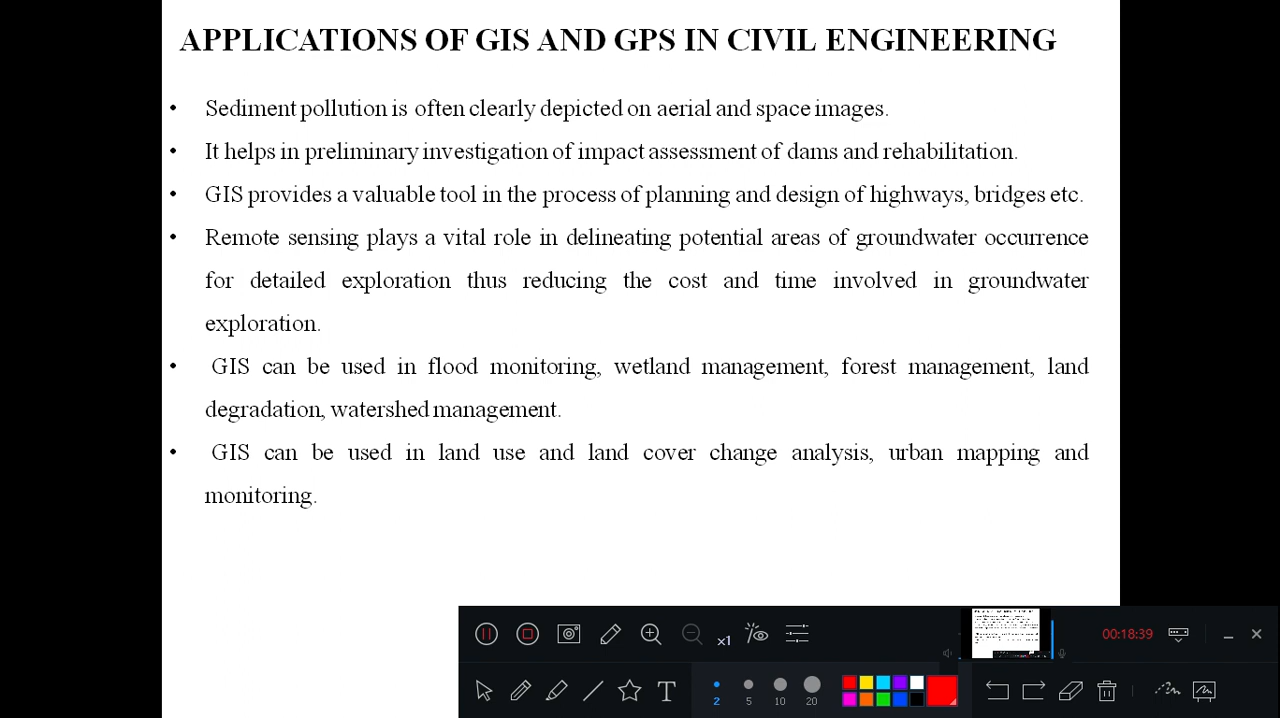 APPLICATIONS OF GIS AND GPS IN CIVIL ENGINEERING
• Sediment pollution is often clearly depicted on aerial and space images.
• It helps in preliminary investigation of impact assessment of dams and rehabilitation.
• GIS provides a valuable tool in the process of planning and design of highways, bridges etc.
• Remote sensing plays a vital role in delineating potential areas of groundwater occurrence
for detailed exploration thus reducing the cost and time involved in groundwater
exploration.
• GIS can be used in flood monitoring, wetland management, forest management, land
degradation, watershed management.
• GIS can be used in land use and land cover change analysis, urban mapping and
monitoring.
x1
00:18:39
T
2 5 10 20